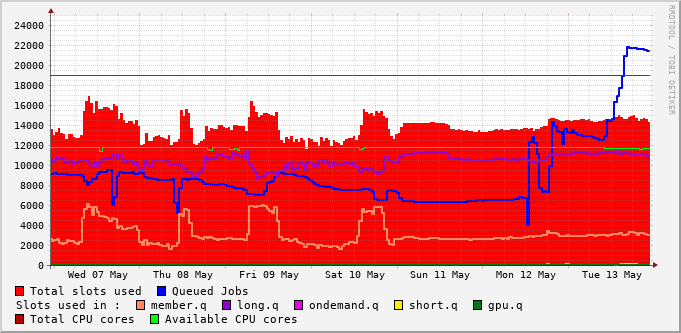 RRDTOOL / TOBI OETIKER
24000
22000
20000
18000
16000
14000
12000
10000
8000
6000
4000
2000
0
Wed 07 May Thu 08 May Fri 09 May Sat 10 May Sun 11 May Mon 12 May Tue 13 May
Total slots used Queued Jobs
Slots used in : member.q long.q ondemand.q short.q gpu.q
Total CPU cores Available CPU cores